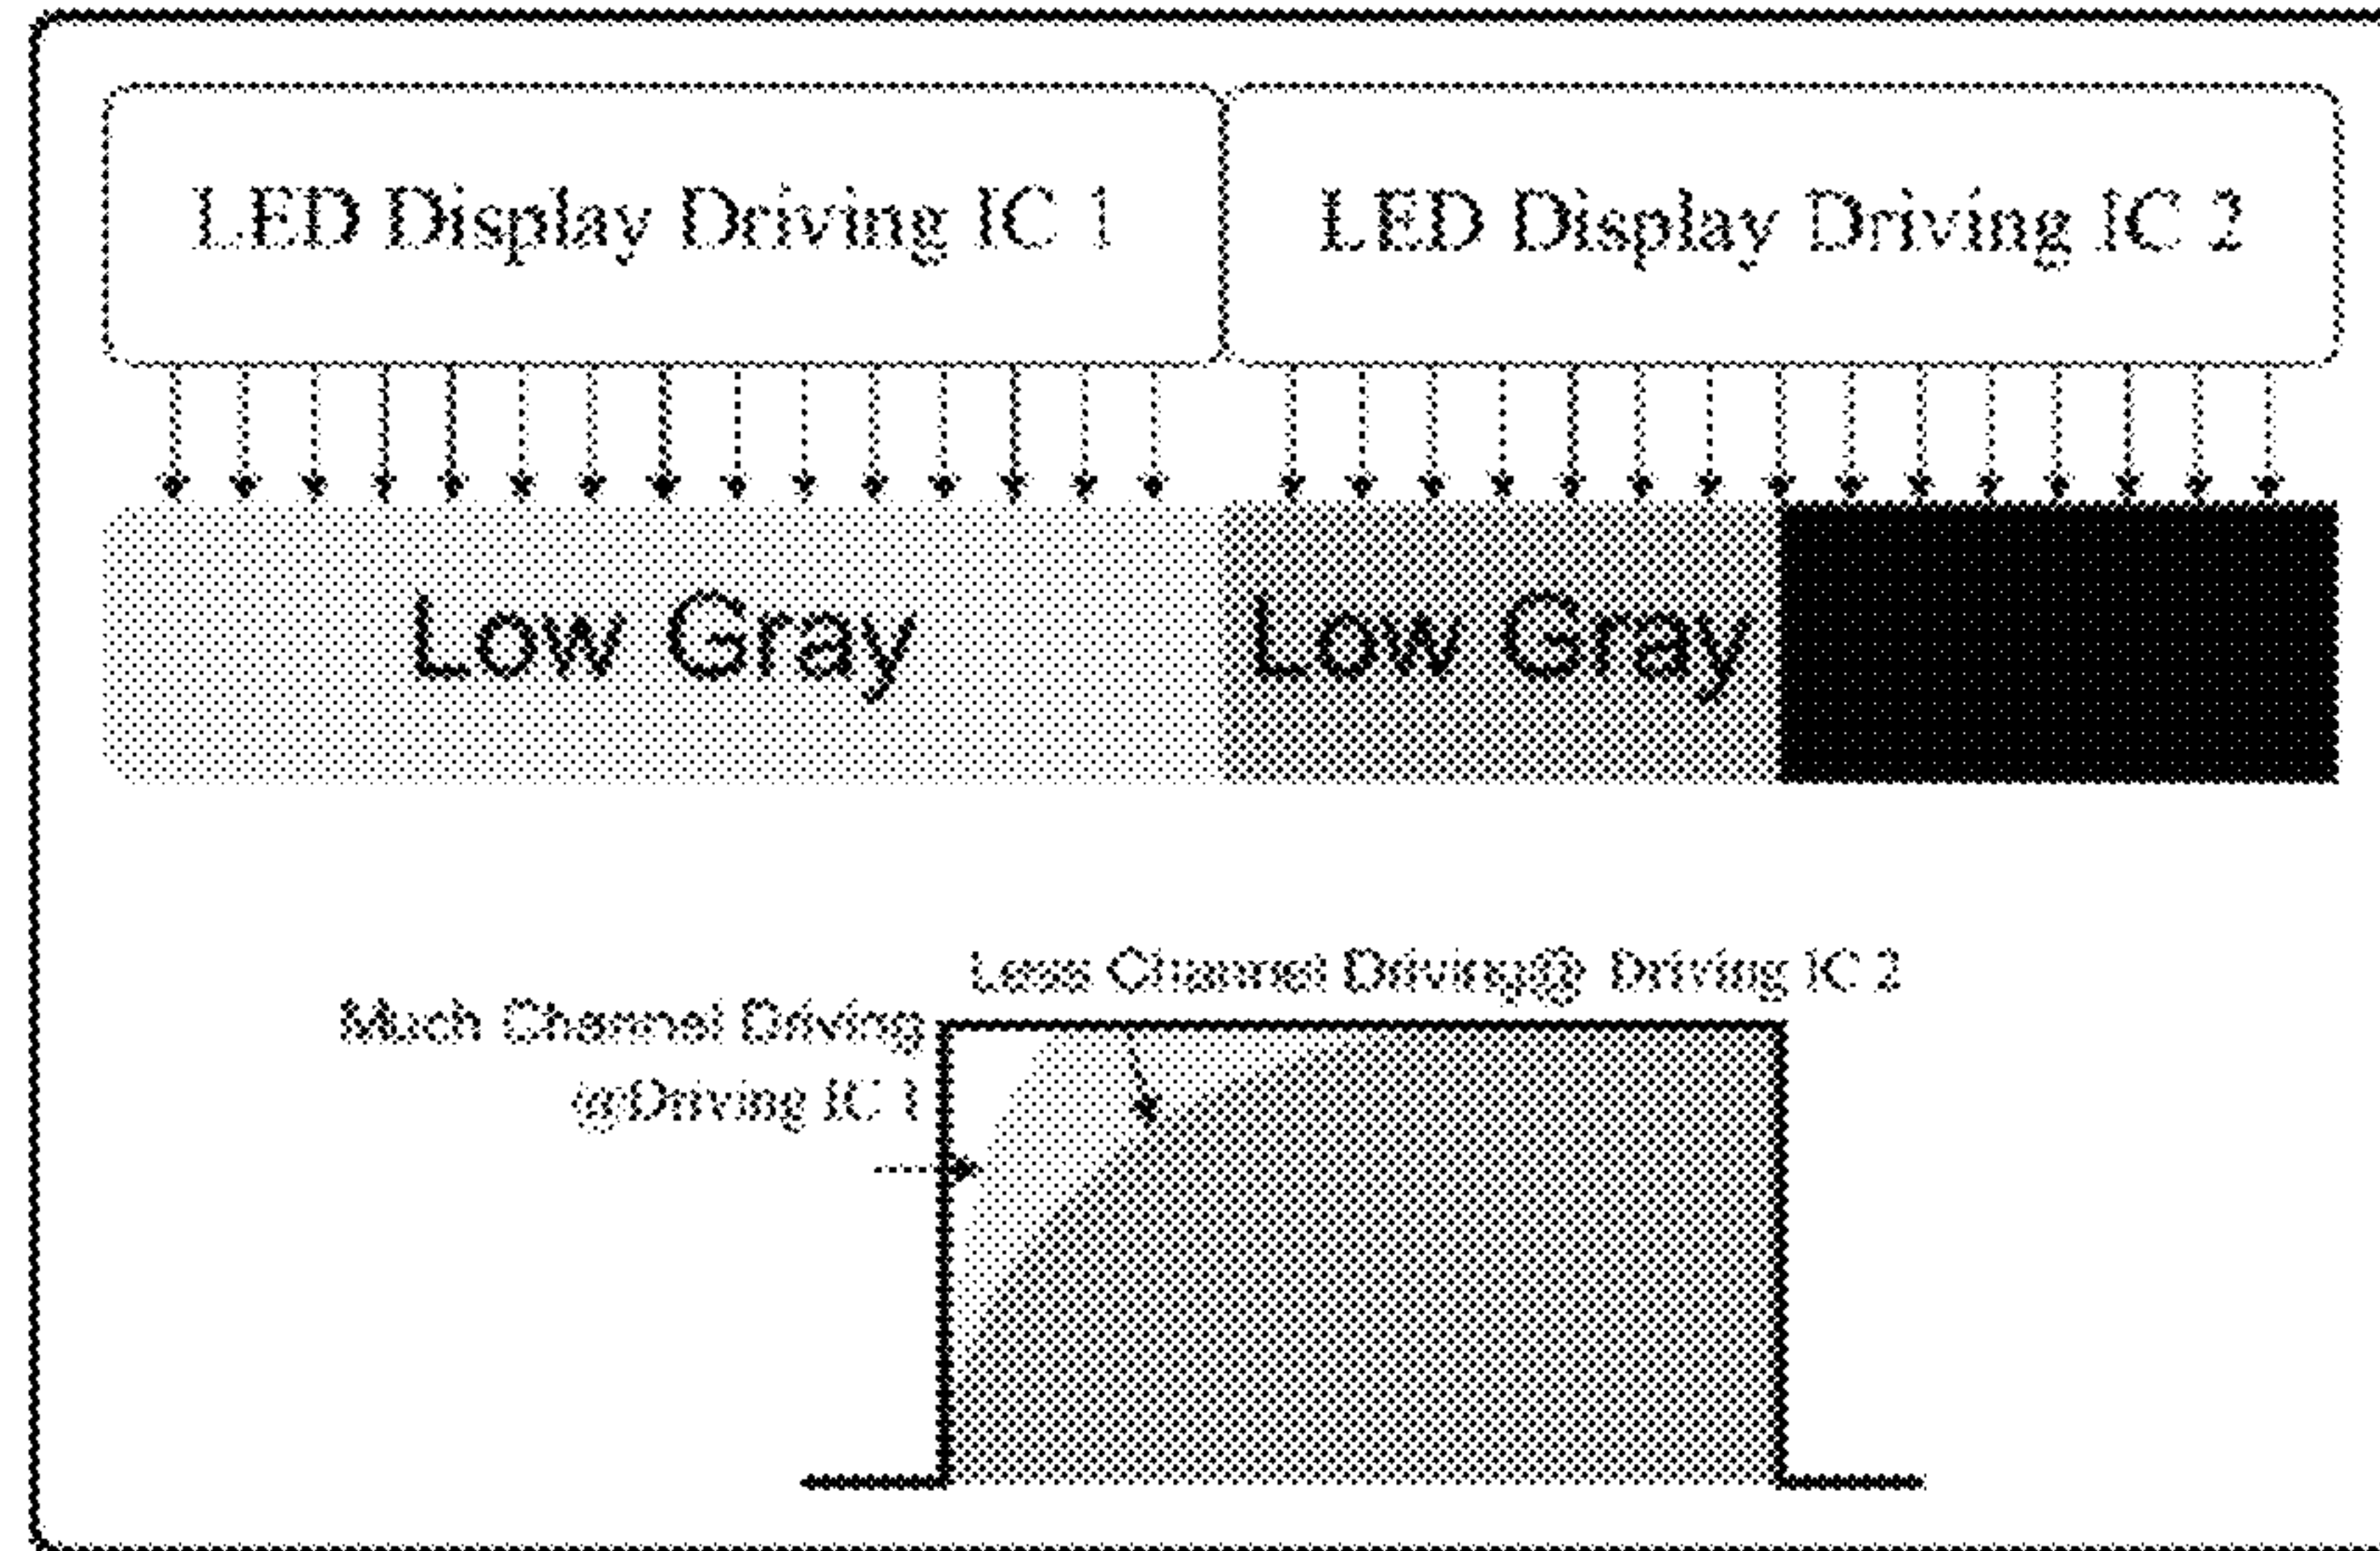 LED Display Driving IC 1
LED Display Driving IC 2
Low Gray
Low Gray
Less Channel Driving@ Driving IC 2
Much Channel Driving
@Driving IC 1